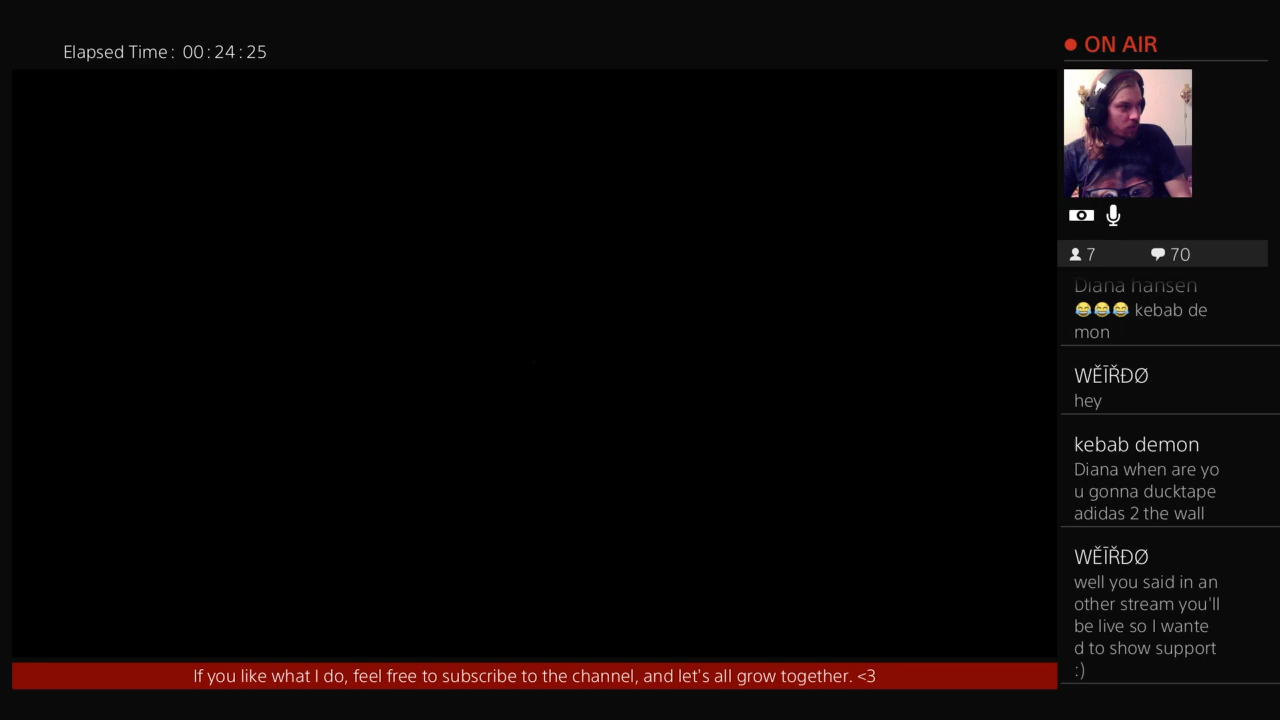 Elapsed Time: 00:24:25
ON AIR
7 70
Diana hansen
😂😂😂 kebab de
mon
WĚĪŘĐØ
hey
kebab demon
Diana when are yo
u gonna ducktape
adidas 2 the wall
WĚĪŘĐØ
well you said in an
other stream you'll
be live so I wante
d to show support
:)
If you like what I do, feel free to subscribe to the channel, and let's all grow together. <3